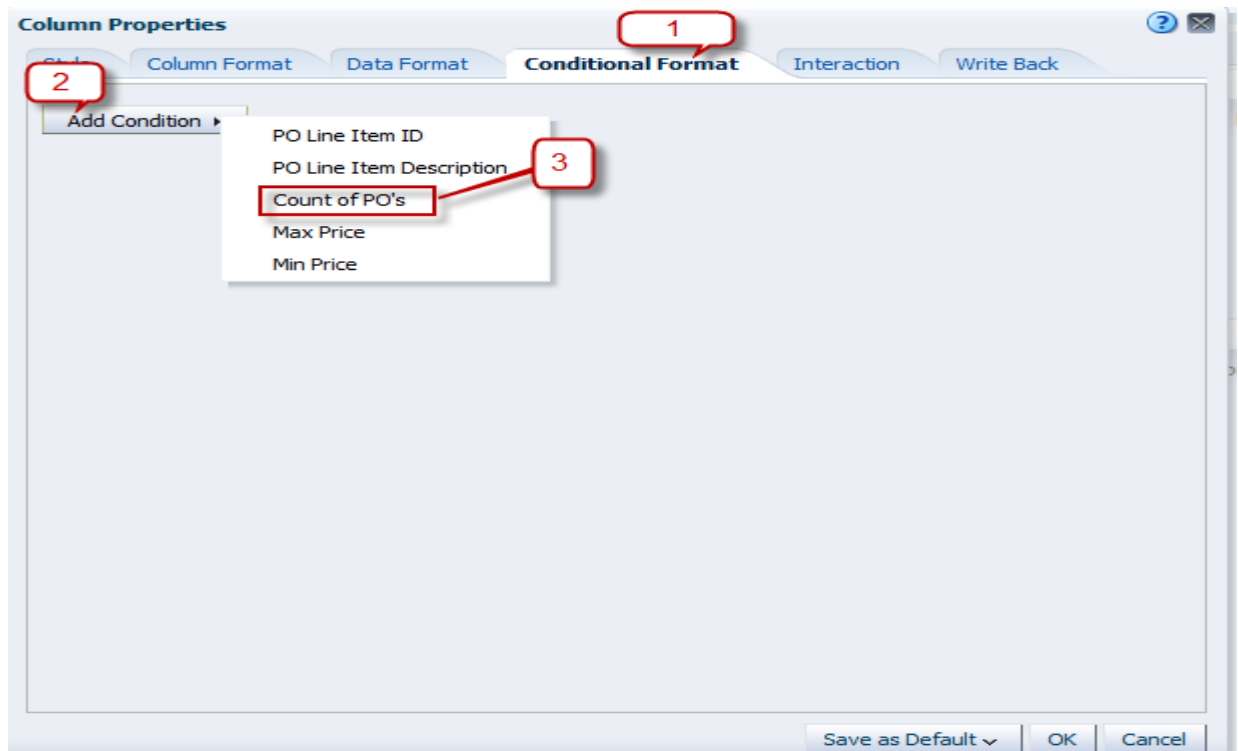 Column Properties
1
Style Column Format Data Format Conditional Format Interaction Write Back
2
Add Condition
PO Line Item ID
PO Line Item Description
3
Count of PO's
Max Price
Min Price
Save as Default OK Cancel